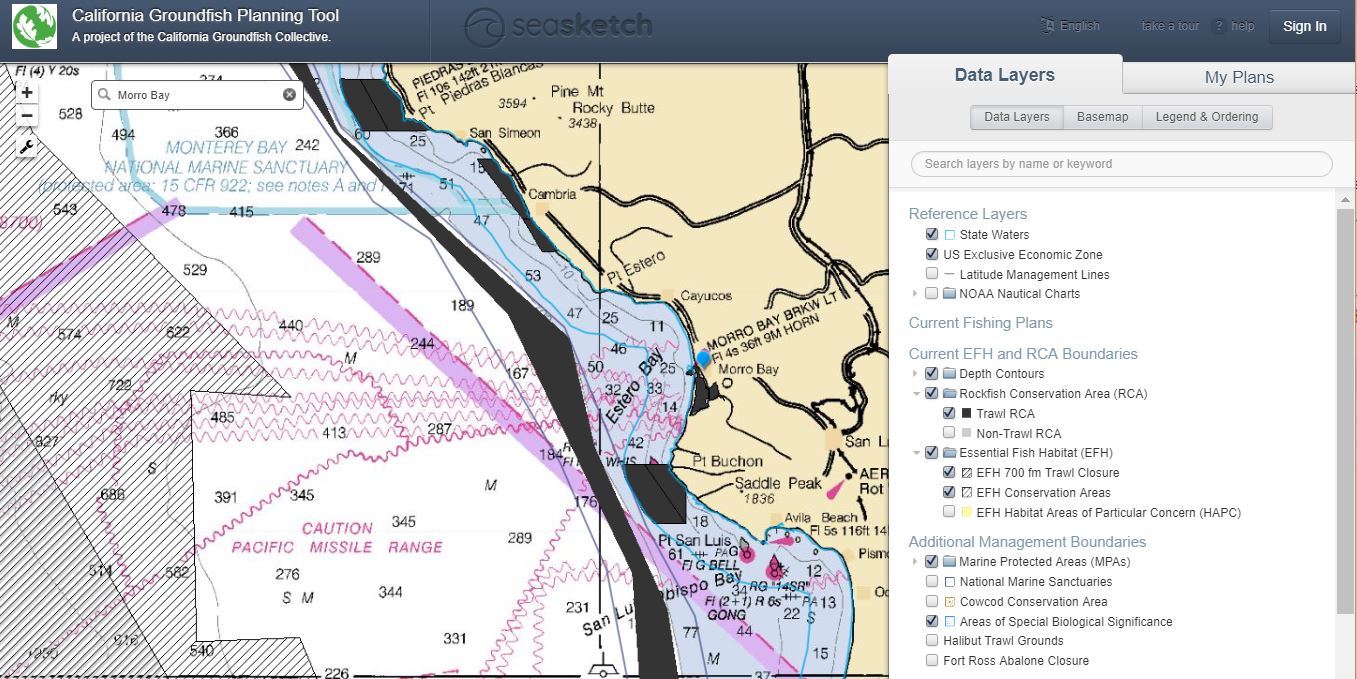 California Groundfish Planning Tool
A project of the California Groundfish Collective.
seasketch
English
take a tour
? help
Sign In
Data Layers
My Plans
Data Layers
Basemap
Legend & Ordering
Search layers by name or keyword
Reference Layers
State Waters
US Exclusive Economic Zone
Latitude Management Lines
NOAA Nautical Charts
Current Fishing Plans
Current EFH and RCA Boundaries
Depth Contours
Rockfish Conservation Area (RCA)
Trawl RCA
Non-Trawl RCA
Essential Fish Habitat (EFH)
EFH 700 fm Trawl Closure
EFH Conservation Areas
EFH Habitat Areas of Particular Concern (HAPC)
Additional Management Boundaries
Marine Protected Areas (MPAs)
National Marine Sanctuaries
Cowcod Conservation Area
Areas of Special Biological Significance
Halibut Trawl Grounds
Fort Ross Abalone Closure
Fl (4) Y 20s
274
+
−
Morro Bay
PIEDRAS BLANCAS
Fl 10s 142ft 21M
Pt Piedras Blancas
3594
Pine Mt
Rocky Butte
3438
528
494
366
242
60
25
San Simeon
MONTEREY BAY
NATIONAL MARINE SANCTUARY
(protected area: 15 CFR 922; see notes A and
71
51
15
Cambria
543
478
415
47
8700)
289
529
10
53
Pt Estero
189
Cayucos
47
25
11
M
574
622
440
244
M
46
MORRO BAY BRKW LT
Fl 4s 36ft 9M HORN
167
50
25
Morro Bay
722
32
33
Estero Bay
rky
485
14
413
287
827
42
San L
184
WHIS
Pt Buchon
S
AER
Rot
M
Saddle Peak
1836
686
391
345
176
CAUTION
345
18
Avila Beach
Fl 5s 116ft 14
PACIFIC MISSILE RANGE
289
Pt San Luis
61
PA
G
Pismo
Fl G BELL
514
582
276
12
San Luis Obispo Bay
RG "14SR"
S M
344
34
Fl (2+1) R 6s
PA 13
231
GONG
22
S
331
77
44
916
1230
540
M
15
226
37